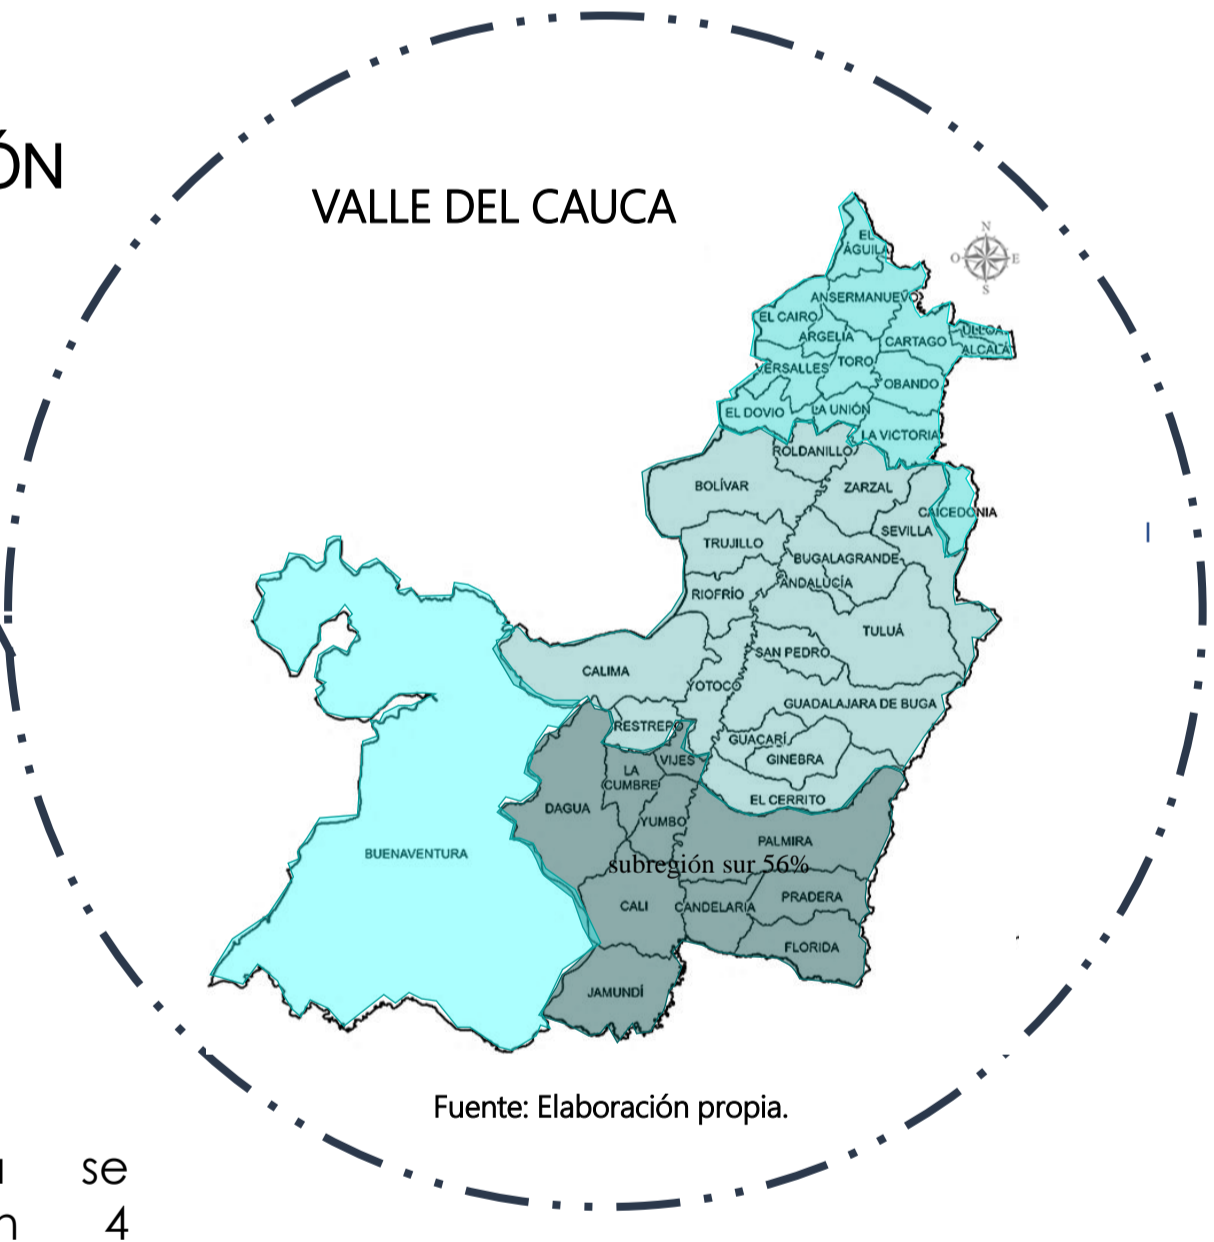 ÓN
VALLE DEL CAUCA
N
O E
S
EL
ÁGUILA
ANSERMANUEVO
EL CAIRO
ULLOA
ARGELIA
CARTAGO
ALCALÁ
TORO
VERSALLES
OBANDO
EL DOVIO
LA UNIÓN
LA VICTORIA
ROLDANILLO
BOLÍVAR
ZARZAL
CAICEDONIA
SEVILLA
TRUJILLO
BUGALAGRANDE
ANDALUCÍA
RIOFRÍO
TULUÁ
SAN PEDRO
CALIMA
YOTOCO
GUADALAJARA DE BUGA
RESTREPO
GUACARÍ
GINEBRA
VIJES
LA
CUMBRE
EL CERRITO
DAGUA
YUMBO
PALMIRA
BUENAVENTURA
subregión sur 56%
PRADERA
CALI
CANDELARIA
FLORIDA
JAMUNDÍ
Fuente: Elaboración propia.
se
n 4